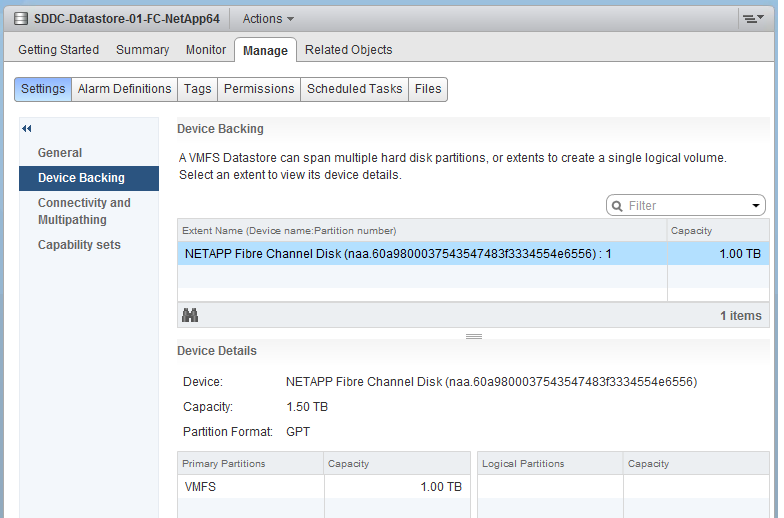 SDDC-Datastore-01-FC-NetApp64 Actions
Getting Started Summary Monitor Manage Related Objects
Settings Alarm Definitions Tags Permissions Scheduled Tasks Files
General
Device Backing
Connectivity and
Multipathing
Capability sets
Device Backing
A VMFS Datastore can span multiple hard disk partitions, or extents to create a single logical volume.
Select an extent to view its device details.
Filter
Extent Name (Device name:Partition number) Capacity
NETAPP Fibre Channel Disk (naa.60a9800037543547483f3334554e6556) : 1 1.00 TB
1 items
Device Details
Device: NETAPP Fibre Channel Disk (naa.60a9800037543547483f3334554e6556)
Capacity: 1.50 TB
Partition Format: GPT
Primary Partitions Capacity Logical Partitions Capacity
VMFS 1.00 TB